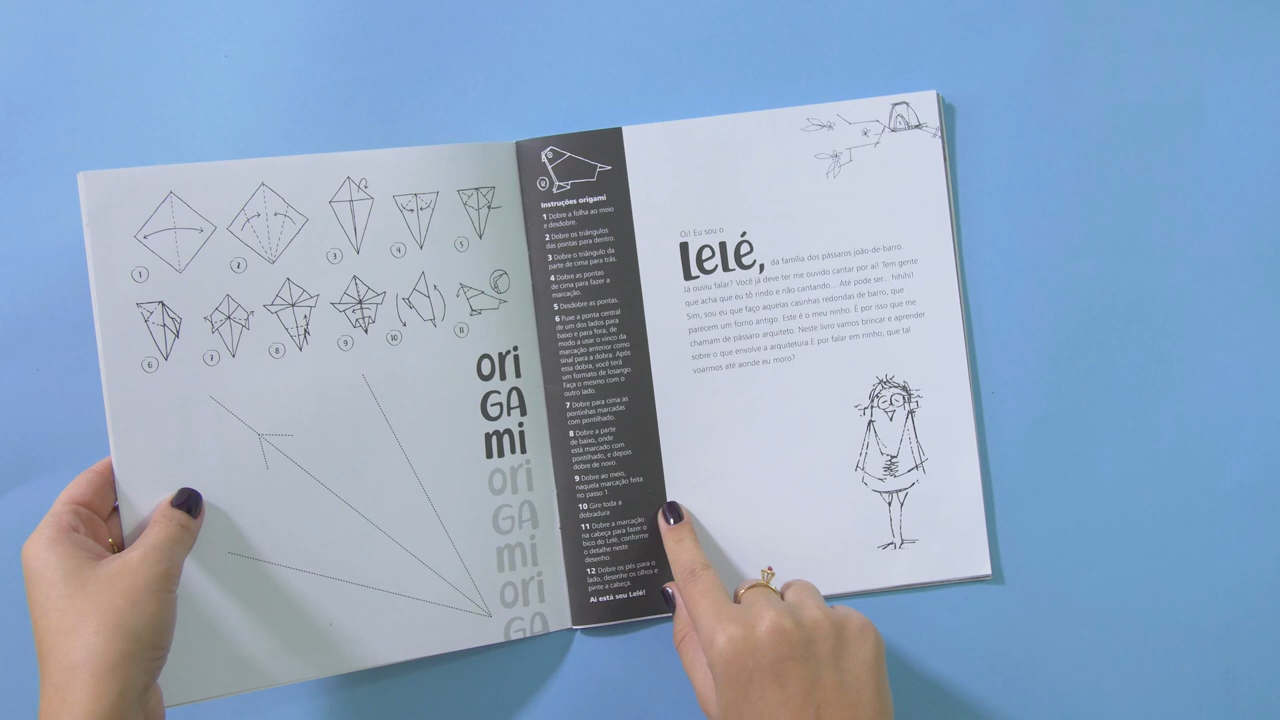 1
2
3
4
5
6
7
8
9
10
11
ori
GA
mi
ori
GA
mi
ori
GA
12
Instruções origami
1 Dobre a folha ao meio
e desdobre.
2 Dobre os triângulos
das pontas para dentro.
3 Dobre o triângulo da
parte de cima para trás.
4 Dobre as pontas
de cima para fazer a
marcação.
5 Desdobre as pontas.
6 Puxe a ponta central
de um dos lados para
baixo e para fora, de
modo a usar o vinco da
marcação anterior como
sinal para a dobra. Após
essa dobra, você terá
um formato de losango.
Faça o mesmo com o
outro lado.
7 Dobre para cima as
pontinhas marcadas
com pontilhado.
8 Dobre a parte
de baixo, onde
está marcado com
pontilhado, e depois
dobre de novo.
9 Dobre ao meio,
naquela marcação feita
no passo 1.
10 Gire toda a
dobradura
11 Dobre a marcação
na cabeça para fazer o
bico do Lelé, conforme
o detalhe neste
desenho.
12 Dobre os pés para o
lado, desenhe os olhos e
pinte a cabeça.
Aí está seu Lelé!
Oi! Eu sou o
Lelé, da família dos pássaros joão-de-barro.
Já ouviu falar? Você já deve ter me ouvido cantar por aí! Tem gente
que acha que eu tô rindo e não cantando... Até pode ser... hihihi!
Sim, sou eu que faço aquelas casinhas redondas de barro, que
parecem um forno antigo. Este é o meu ninho. É por isso que me
chamam de pássaro arquiteto. Neste livro vamos brincar e aprender
sobre o que envolve a arquitetura.E por falar em ninho, que tal
voarmos até aonde eu moro?